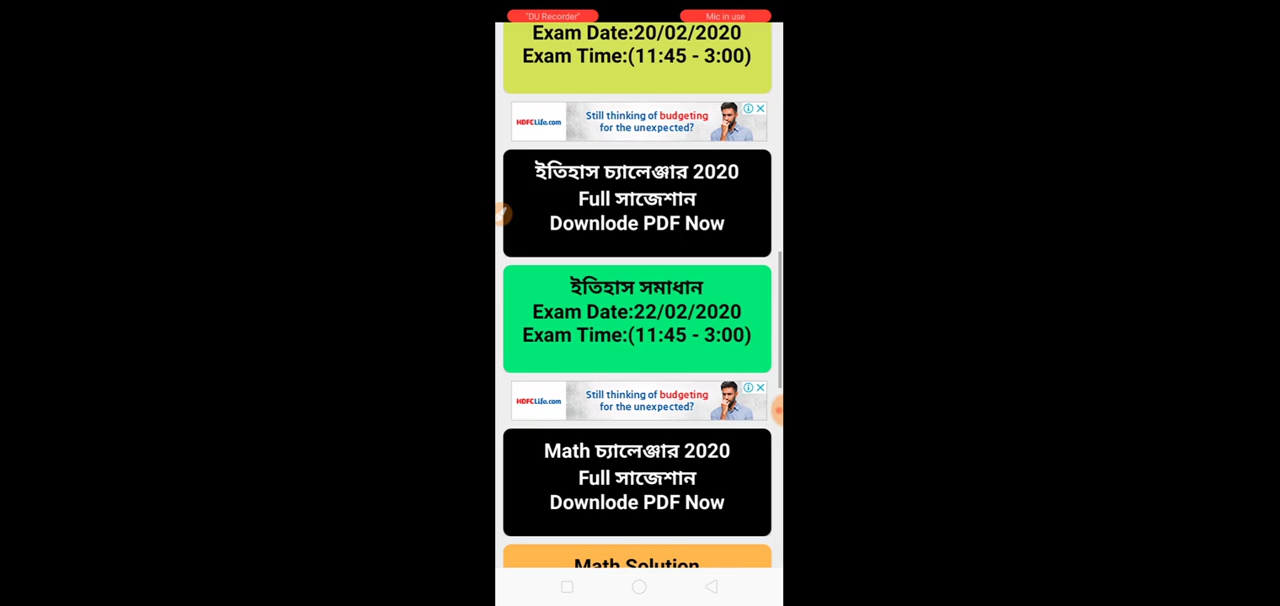 "DU Recorder"
Mic in use
Exam Date:20/02/2020
Exam Time:(11:45 - 3:00)
HDFCLife.com
Still thinking of budgeting
for the unexpected?
ইতিহাস চ্যালেঞ্জার 2020
Full সাজেশান
Downlode PDF Now
ইতিহাস সমাধান
Exam Date:22/02/2020
Exam Time:(11:45 - 3:00)
HDFCLife.com
Still thinking of budgeting
for the unexpected?
Math চ্যালেঞ্জার 2020
Full সাজেশান
Downlode PDF Now
Math Solution